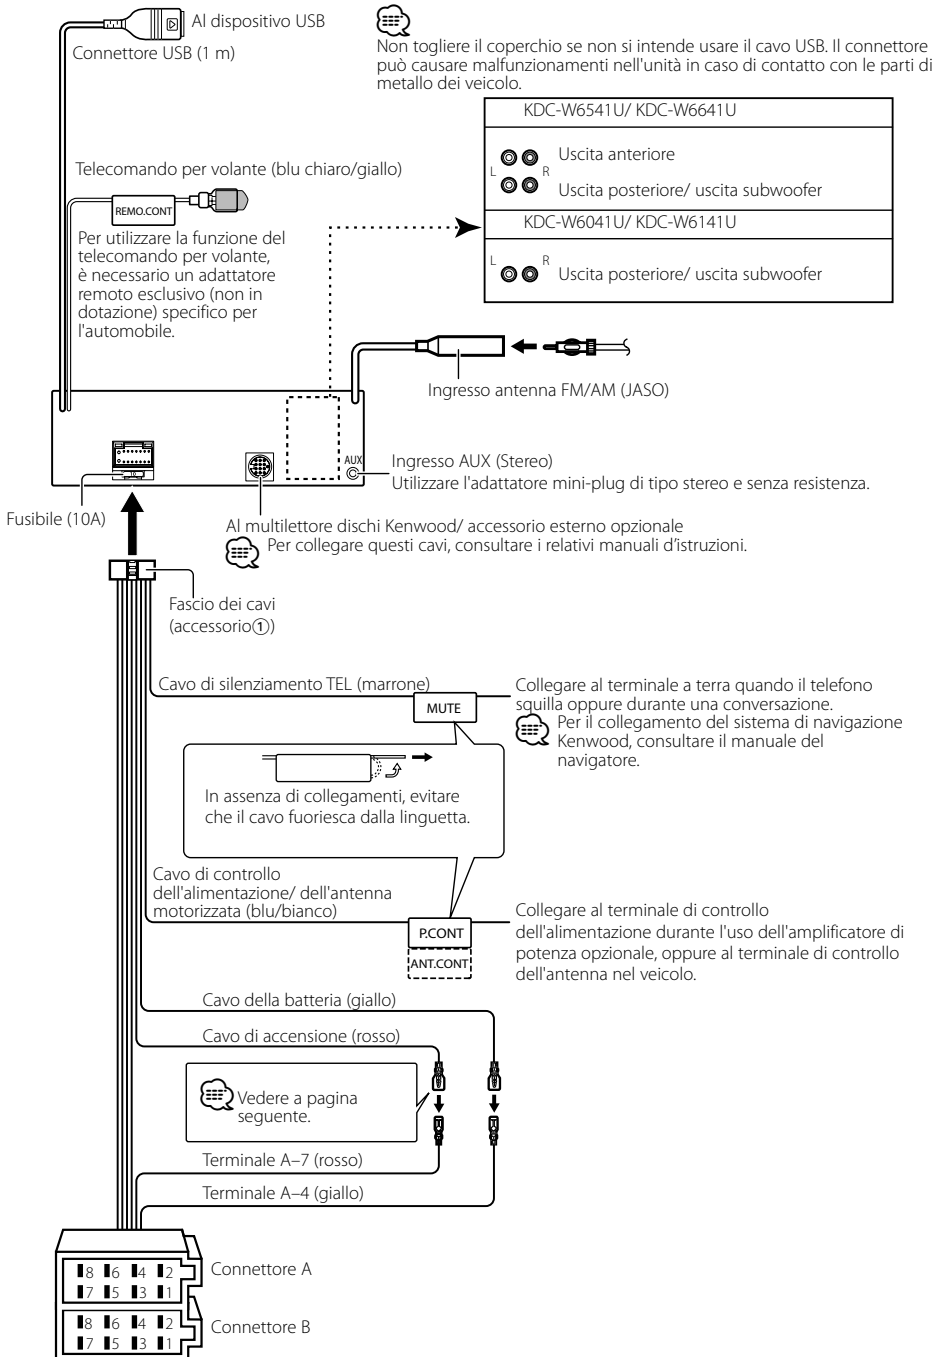 Al dispositivo USB
Connettore USB (1 m)
Non togliere il coperchio se non si intende usare il cavo USB. Il connettore
può causare malfunzionamenti nell'unità in caso di contatto con le parti di
metallo dei veicolo.
KDC-W6541U/ KDC-W6641U
L R
Uscita anteriore
Uscita posteriore/ uscita subwoofer
KDC-W6041U/ KDC-W6141U
L R
Uscita posteriore/ uscita subwoofer
Telecomando per volante (blu chiaro/giallo)
REMO.CONT
Per utilizzare la funzione del
telecomando per volante,
è necessario un adattatore
remoto esclusivo (non in
dotazione) specifico per
l'automobile.
Ingresso antenna FM/AM (JASO)
AUX
Ingresso AUX (Stereo)
Utilizzare l'adattatore mini-plug di tipo stereo e senza resistenza.
10
Fusibile (10A)
Al multilettore dischi Kenwood/ accessorio esterno opzionale
Per collegare questi cavi, consultare i relativi manuali d'istruzioni.
Fascio dei cavi
(accessorio①)
Cavo di silenziamento TEL (marrone)
MUTE
Collegare al terminale a terra quando il telefono
squilla oppure durante una conversazione.
Per il collegamento del sistema di navigazione
Kenwood, consultare il manuale del
navigatore.
In assenza di collegamenti, evitare
che il cavo fuoriesca dalla linguetta.
Cavo di controllo
dell'alimentazione/ dell'antenna
motorizzata (blu/bianco)
P.CONT
ANT.CONT
Collegare al terminale di controllo
dell'alimentazione durante l'uso dell'amplificatore di
potenza opzionale, oppure al terminale di controllo
dell'antenna nel veicolo.
Cavo della batteria (giallo)
Cavo di accensione (rosso)
Vedere a pagina
seguente.
Terminale A–7 (rosso)
Terminale A–4 (giallo)
8 6 4 2
7 5 3 1
Connettore A
8 6 4 2
7 5 3 1
Connettore B